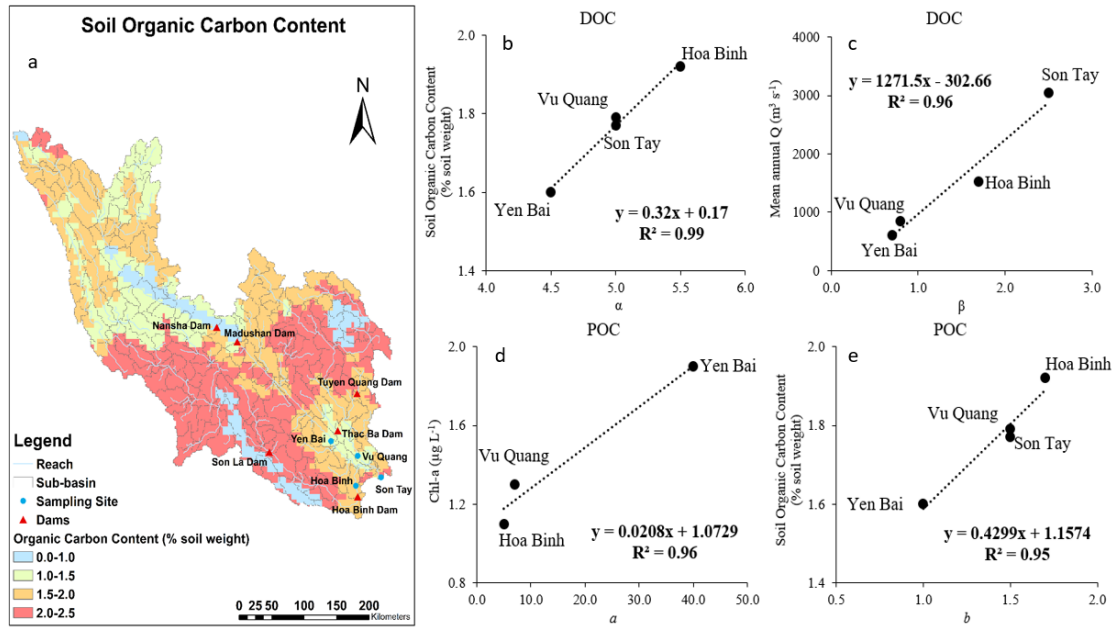 Soil Organic Carbon Content
a
N
Nansha Dam
Madushan Dam
Tuyen Quang Dam
Thac Ba Dam
Yen Bai
Vu Quang
Son La Dam
Hoa Binh
Son Tay
Hoa Binh Dam
Legend
Reach
Sub-basin
Sampling Site
Dams
Organic Carbon Content (% soil weight)
0.0-1.0
1.0-1.5
1.5-2.0
2.0-2.5
0 25 50 100 150 200
Kilometers
DOC
b
Soil Organic Carbon Content
(% soil weight)
2.0
1.8
1.6
1.4
Hoa Binh
Vu Quang
Son Tay
Yen Bai
y = 0.32x + 0.17
R² = 0.99
4.0 4.5 5.0 5.5 6.0
α
DOC
c
Mean annual Q (m³ s⁻¹)
4000
3000
2000
1000
0
y = 1271.5x - 302.66
R² = 0.96
Son Tay
Hoa Binh
Vu Quang
Yen Bai
0.0 1.0 2.0 3.0
β
POC
d
Chl-a (µg L⁻¹)
2.0
1.6
1.2
0.8
Yen Bai
Vu Quang
Hoa Binh
y = 0.0208x + 1.0729
R² = 0.96
0.0 10.0 20.0 30.0 40.0 50.0
a
POC
e
Soil Organic Carbon Content
(% soil weight)
2.0
1.8
1.6
1.4
Hoa Binh
Vu Quang
Son Tay
Yen Bai
y = 0.4299x + 1.1574
R² = 0.95
0.5 1.0 1.5 2.0
b